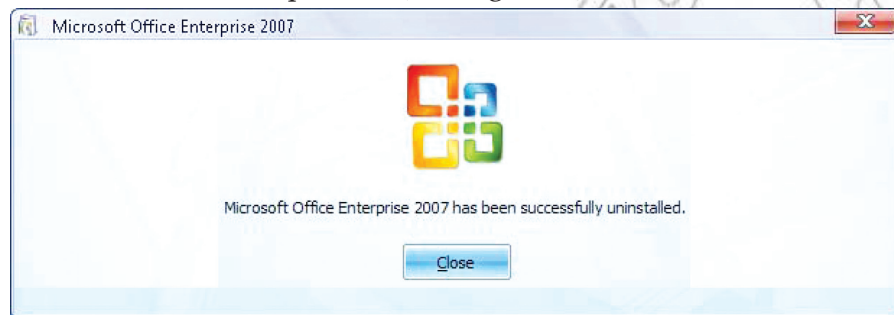 Microsoft Office Enterprise 2007
Microsoft Office Enterprise 2007 has been successfully uninstalled.
Close